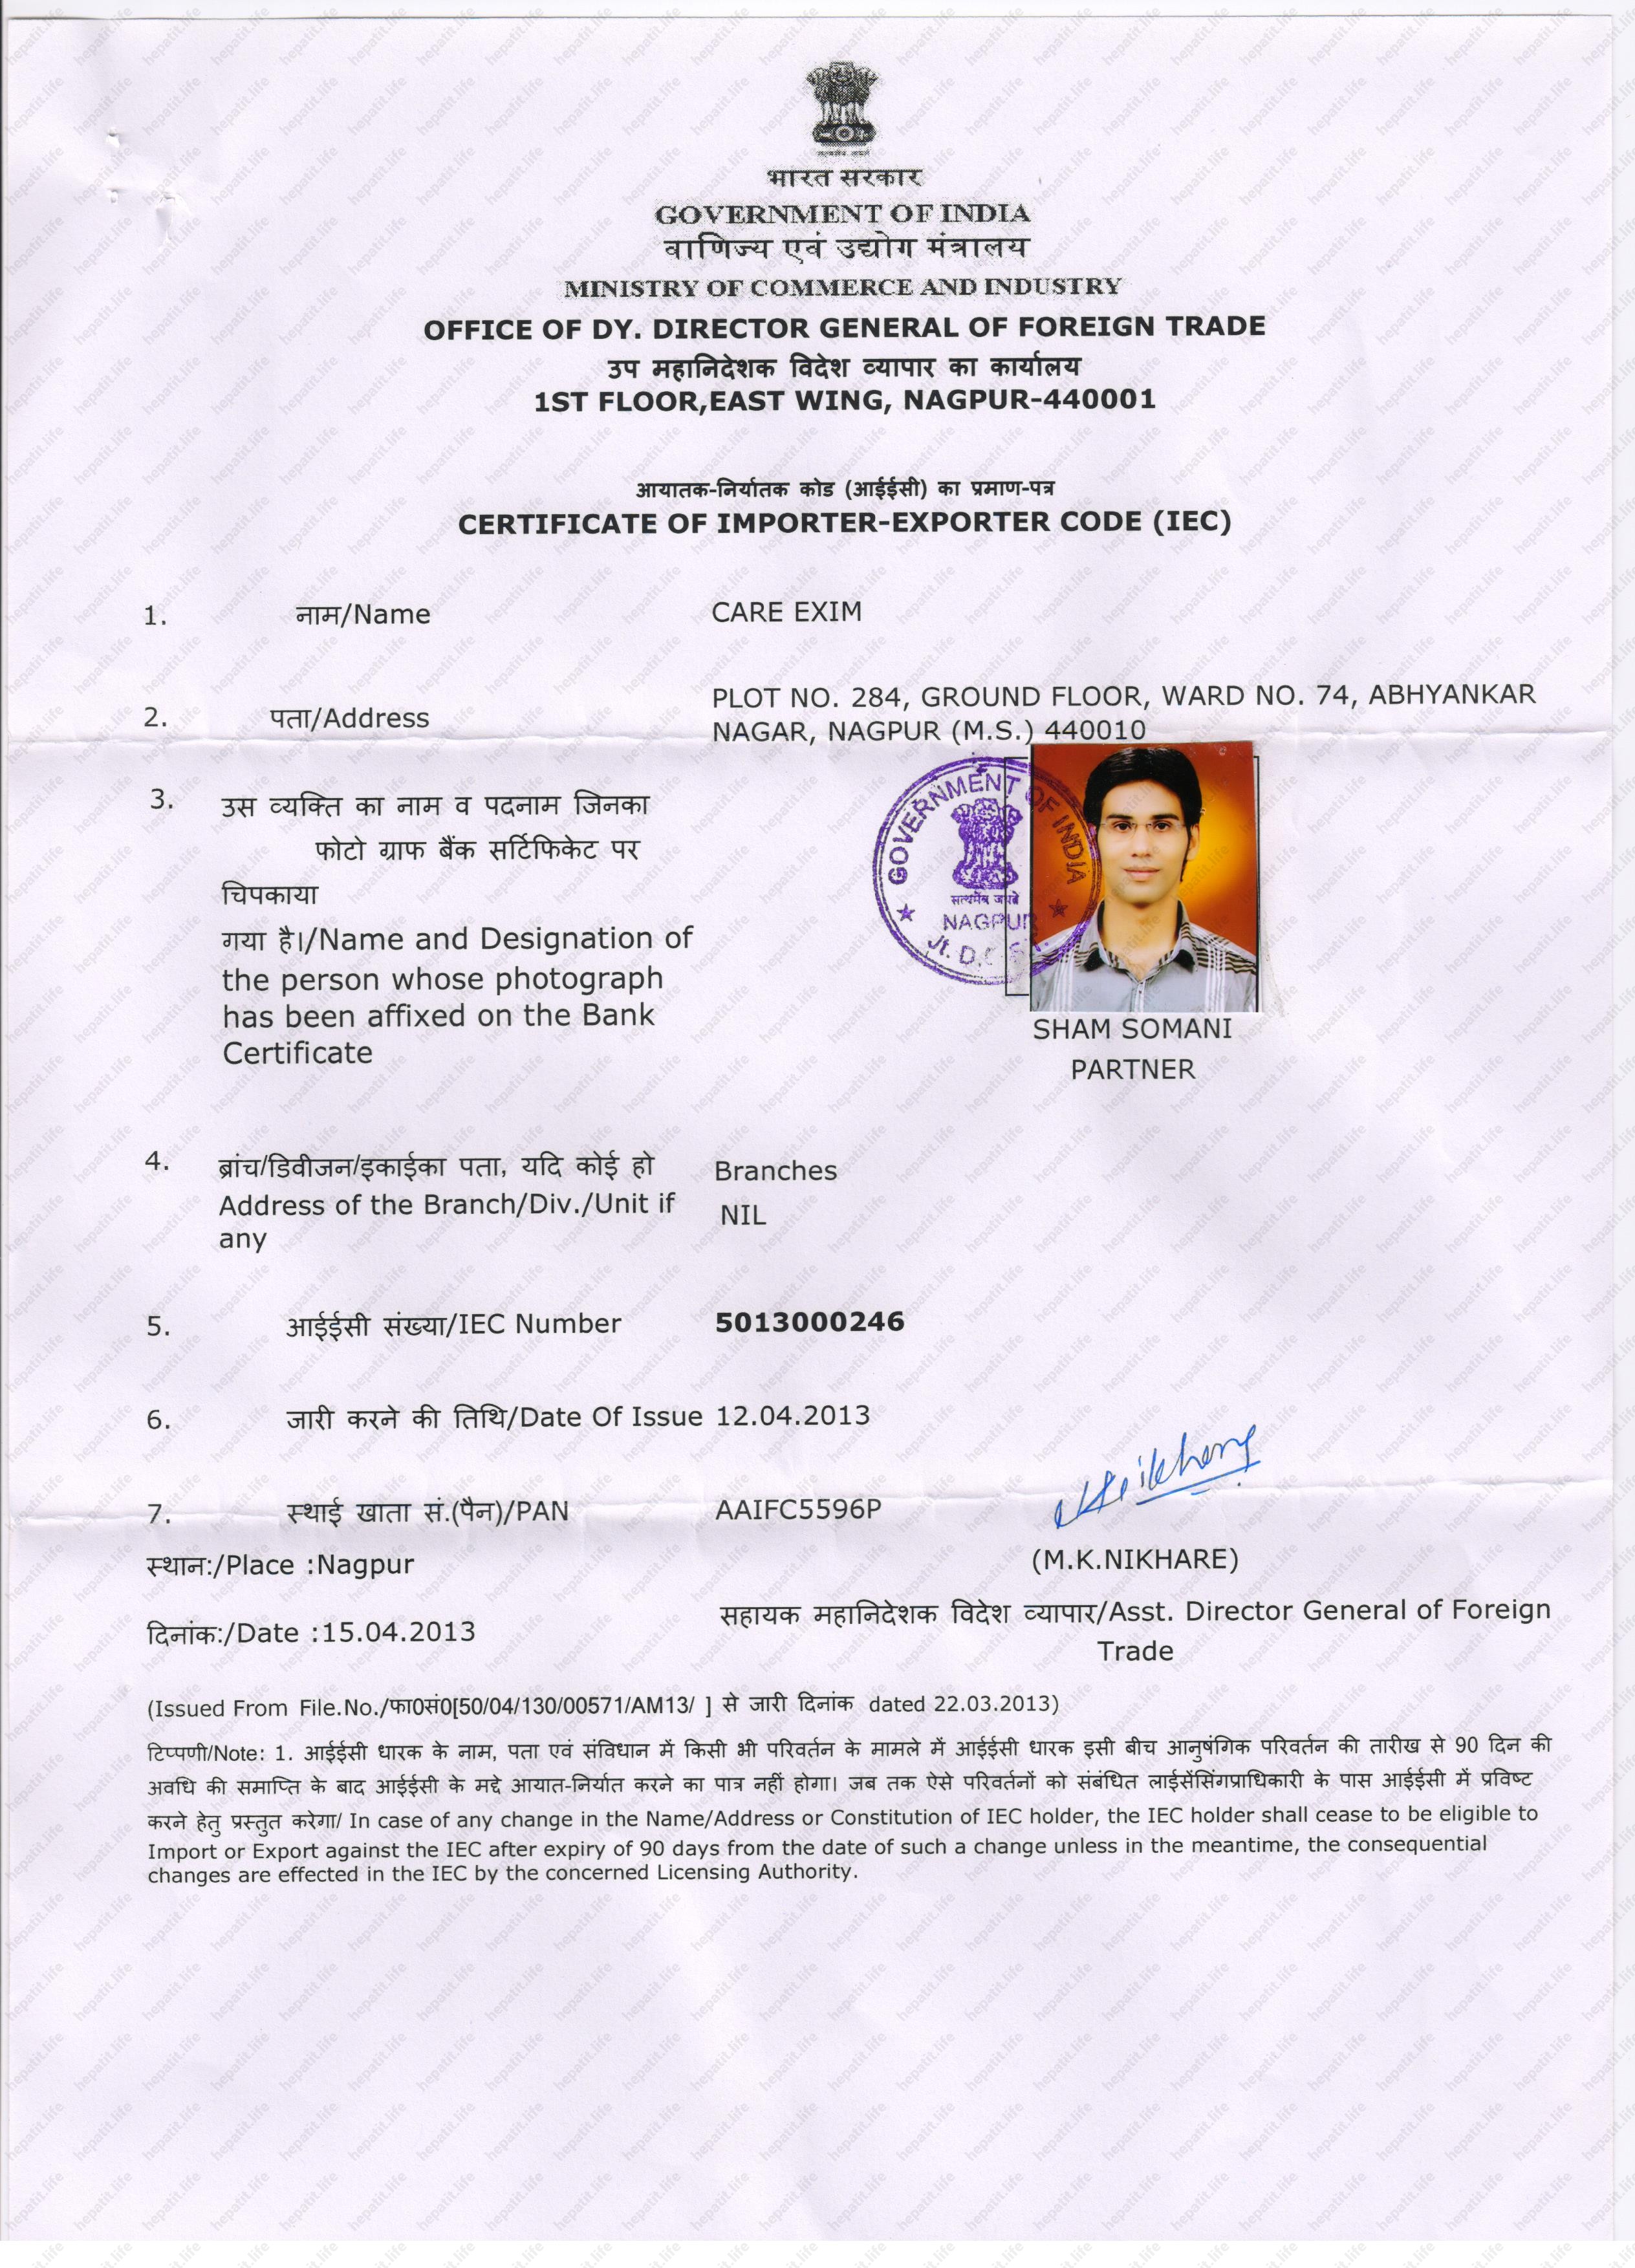 भारत सरकार
GOVERNMENT OF INDIA
वाणिज्य एवं उद्योग मंत्रालय
MINISTRY OF COMMERCE AND INDUSTRY
OFFICE OF DY. DIRECTOR GENERAL OF FOREIGN TRADE
उप महानिदेशक विदेश व्यापार का कार्यालय
1ST FLOOR,EAST WING, NAGPUR-440001
आयातक-निर्यातक कोड (आईईसी) का प्रमाण-पत्र
CERTIFICATE OF IMPORTER-EXPORTER CODE (IEC)
1. नाम/Name CARE EXIM
2. पता/Address PLOT NO. 284, GROUND FLOOR, WARD NO. 74, ABHYANKAR
NAGAR, NAGPUR (M.S.) 440010
3. उस व्यक्ति का नाम व पदनाम जिनका
फोटो ग्राफ बैंक सर्टिफिकेट पर
चिपकाया
गया है।/Name and Designation of
the person whose photograph
has been affixed on the Bank
Certificate
GOVERNMENT OF INDIA
सत्यमेव जयते
NAGPUR
Jt. D.
SHAM SOMANI
PARTNER
4. ब्रांच/डिवीजन/इकाईका पता, यदि कोई हो
Address of the Branch/Div./Unit if
any
Branches
NIL
5. आईईसी संख्या/IEC Number 5013000246
6. जारी करने की तिथि/Date Of Issue 12.04.2013
7. स्थाई खाता सं.(पैन)/PAN AAIFC5596P
स्थान:/Place :Nagpur
(M.K.NIKHARE)
दिनांक:/Date :15.04.2013
सहायक महानिदेशक विदेश व्यापार/Asst. Director General of Foreign
Trade
(Issued From File.No./फा0सं0[50/04/130/00571/AM13/ ] से जारी दिनांक dated 22.03.2013)
टिप्पणी/Note: 1. आईईसी धारक के नाम, पता एवं संविधान में किसी भी परिवर्तन के मामले में आईईसी धारक इसी बीच आनुषंगिक परिवर्तन की तारीख से 90 दिन की
अवधि की समाप्ति के बाद आईईसी के मद्दे आयात-निर्यात करने का पात्र नहीं होगा। जब तक ऐसे परिवर्तनों को संबंधित लाईसेंसिंगप्राधिकारी के पास आईईसी में प्रविष्ट
करने हेतु प्रस्तुत करेगा/ In case of any change in the Name/Address or Constitution of IEC holder, the IEC holder shall cease to be eligible to
Import or Export against the IEC after expiry of 90 days from the date of such a change unless in the meantime, the consequential
changes are effected in the IEC by the concerned Licensing Authority.
hepatit.life